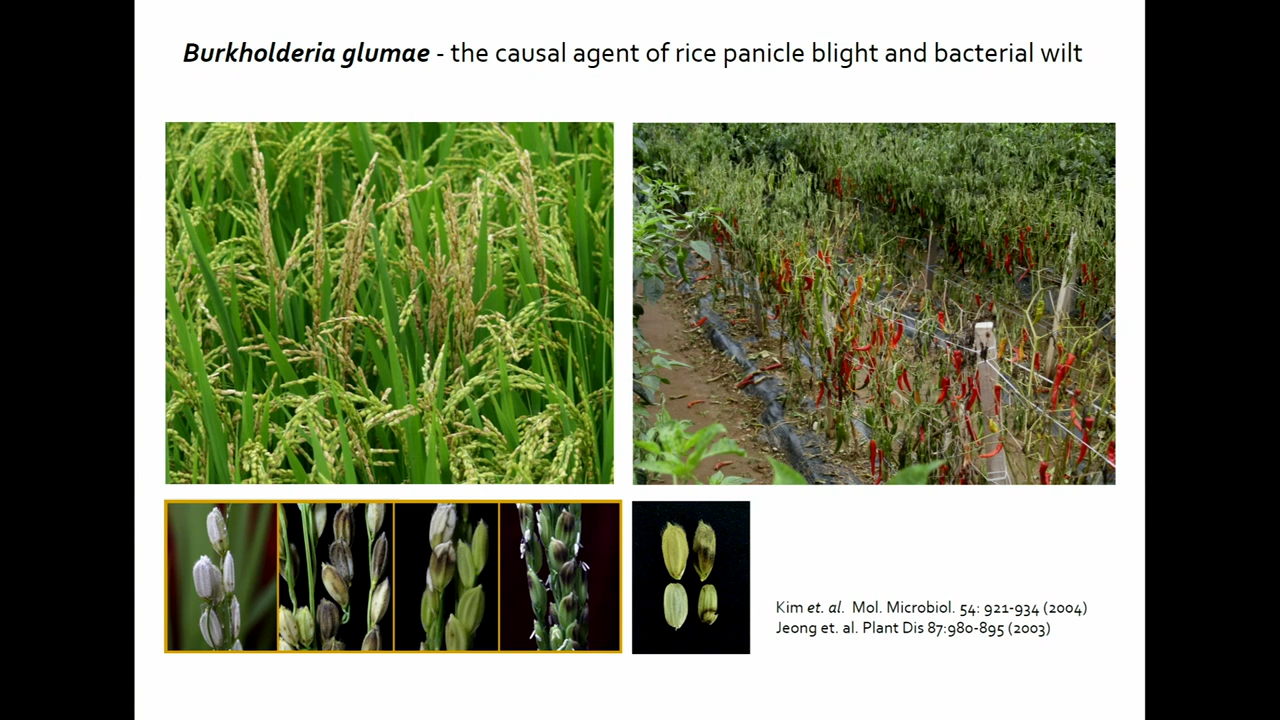 Burkholderia glumae - the causal agent of rice panicle blight and bacterial wilt
Kim et. al. Mol. Microbiol. 54: 921-934 (2004)
Jeong et. al. Plant Dis 87:980-895 (2003)